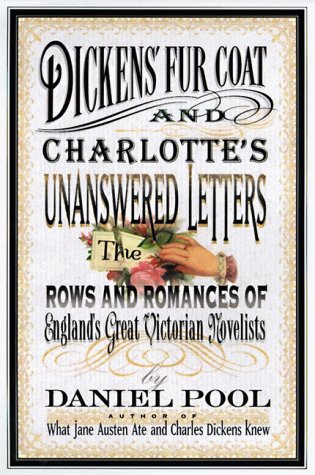 DICKENS' FUR COAT
AND
CHARLOTTE'S
UNANSWERED LETTERS
The
ROWS AND ROMANCES OF
England's Great Victorian Novelists
by
DANIEL POOL
AUTHOR OF
What Jane Austen Ate and Charles Dickens Knew